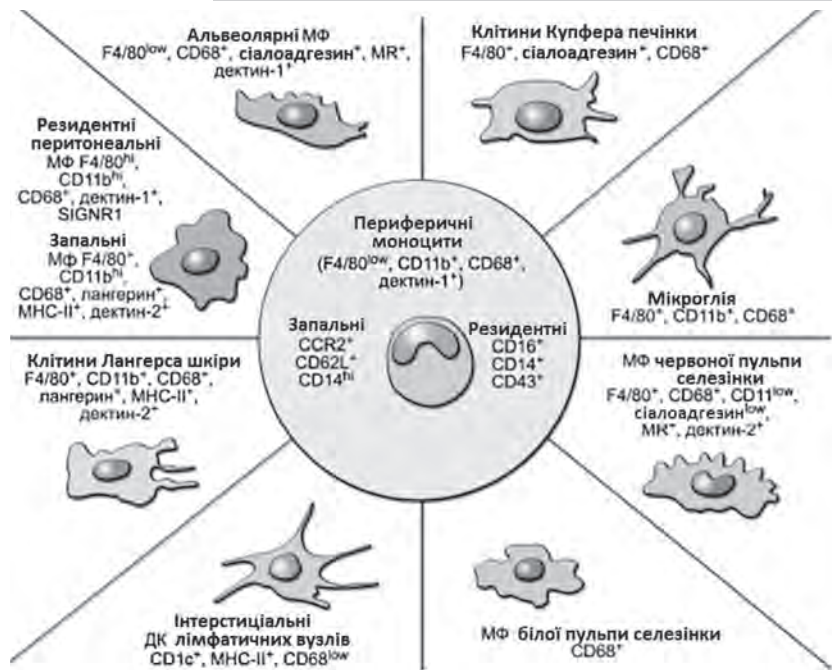 Альвеолярні МФ
F4/80low, CD68+, сіалоадгезин+, MR+,
дектин-1+
Клітини Купфера печінки
F4/80+, сіалоадгезин+, CD68+
Резидентні
перитонеальні
МФ F4/80hi,
CD11bhi,
CD68+, дектин-1+,
SIGNR1
Запальні
МФ F4/80+,
CD11bhi,
CD68+, лангерин+,
MHC-II+, дектин-2+
Периферичні
моноцити
(F4/80low, CD11b+, CD68+,
дектин-1+)
Запальні
CCR2+
CD62L+
CD14hi
Резидентні
CD16+
CD14+
CD43+
Мікроглія
F4/80+, CD11b+, CD68+
Клітини Лангерса шкіри
F4/80+, CD11b+, CD68+,
лангерин+, MHC-II+,
дектин-2+
МФ червоної пульпи
селезінки
F4/80+, CD68+, CD11low,
сіалоадгезинlow,
MR+, дектин-2+
Інтерстиціальні
ДК лімфатичних вузлів
CD1c+, MHC-II+, CD68low
МФ білої пульпи селезінки
CD68+